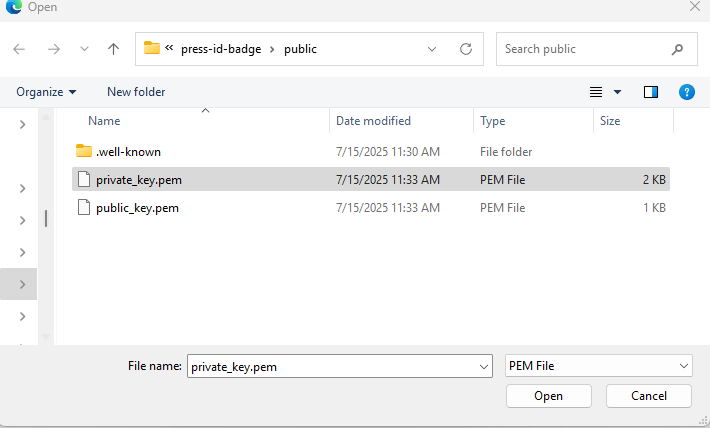 Open
« press-id-badge › public
Search public
Organize
New folder
Name Date modified Type Size
.well-known 7/15/2025 11:30 AM File folder
private_key.pem 7/15/2025 11:33 AM PEM File 2 KB
public_key.pem 7/15/2025 11:33 AM PEM File 1 KB
File name: private_key.pem PEM File
Open Cancel